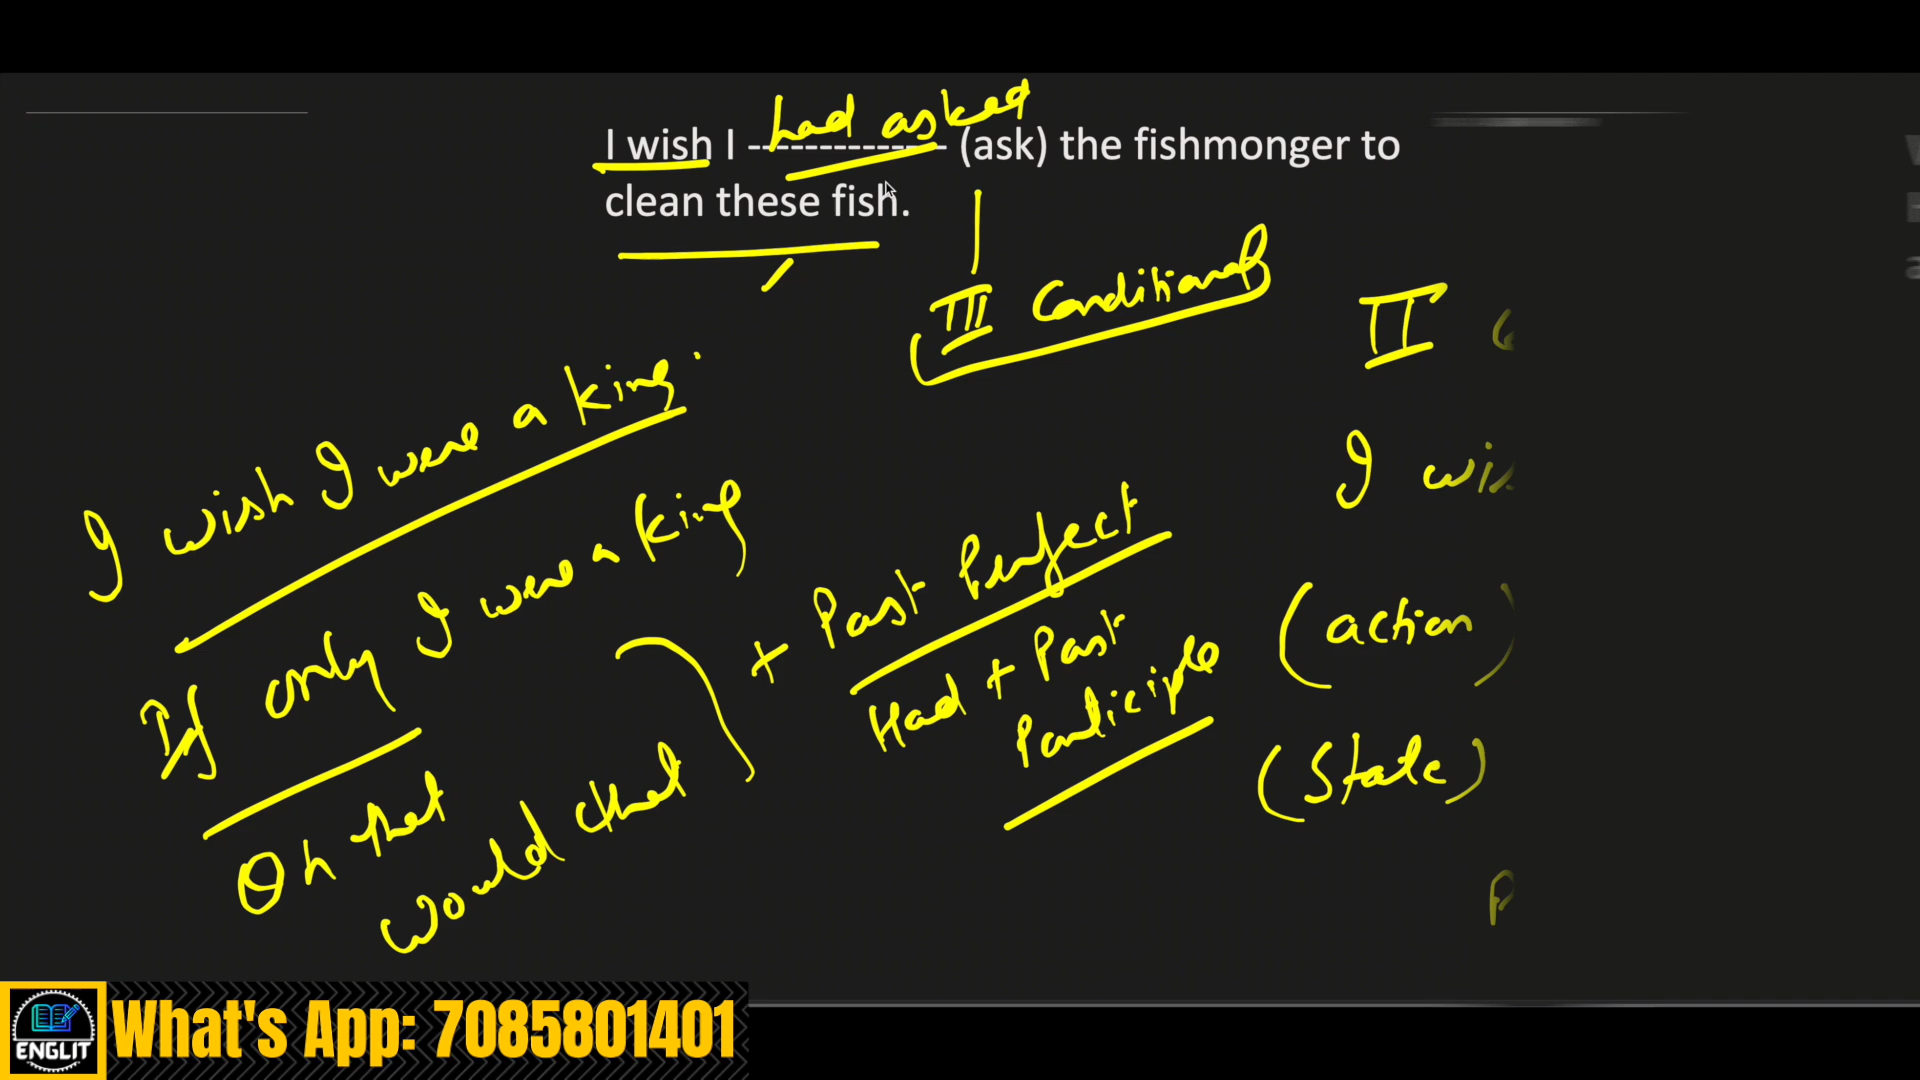 had asked
I wish I -------------- (ask) the fishmonger to
clean these fish.
III Conditional
II
I wish I were a king.
I wis
If only I were a king
+ Past Perfect
Had + Past
Participle
(action)
(State)
Oh that
would that
What's App: 7085801401
ENGLIT